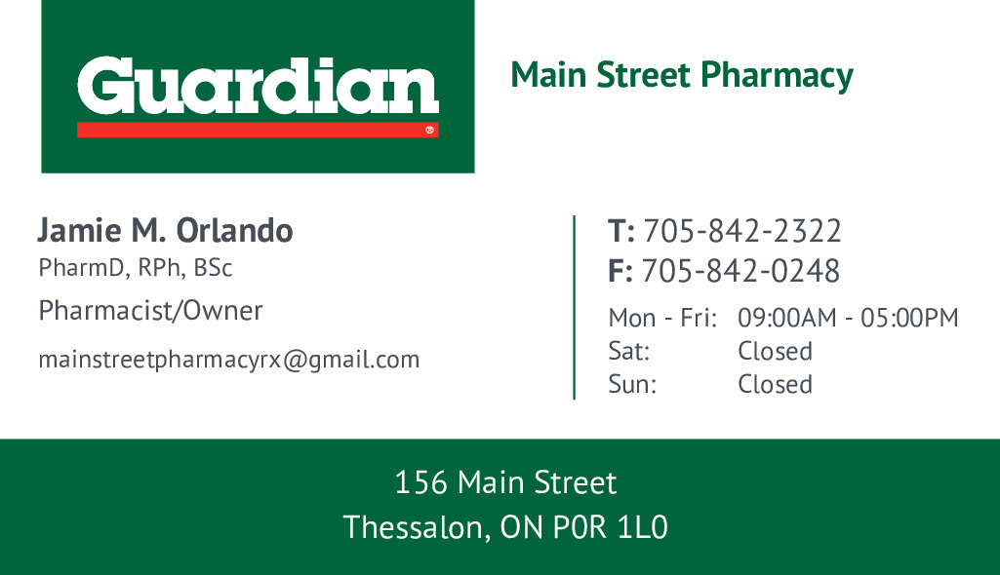 Guardian
®
Main Street Pharmacy
Jamie M. Orlando
PharmD, RPh, BSc
Pharmacist/Owner
mainstreetpharmacyrx@gmail.com
T: 705-842-2322
F: 705-842-0248
Mon - Fri: 09:00AM - 05:00PM
Sat: Closed
Sun: Closed
156 Main Street
Thessalon, ON P0R 1L0